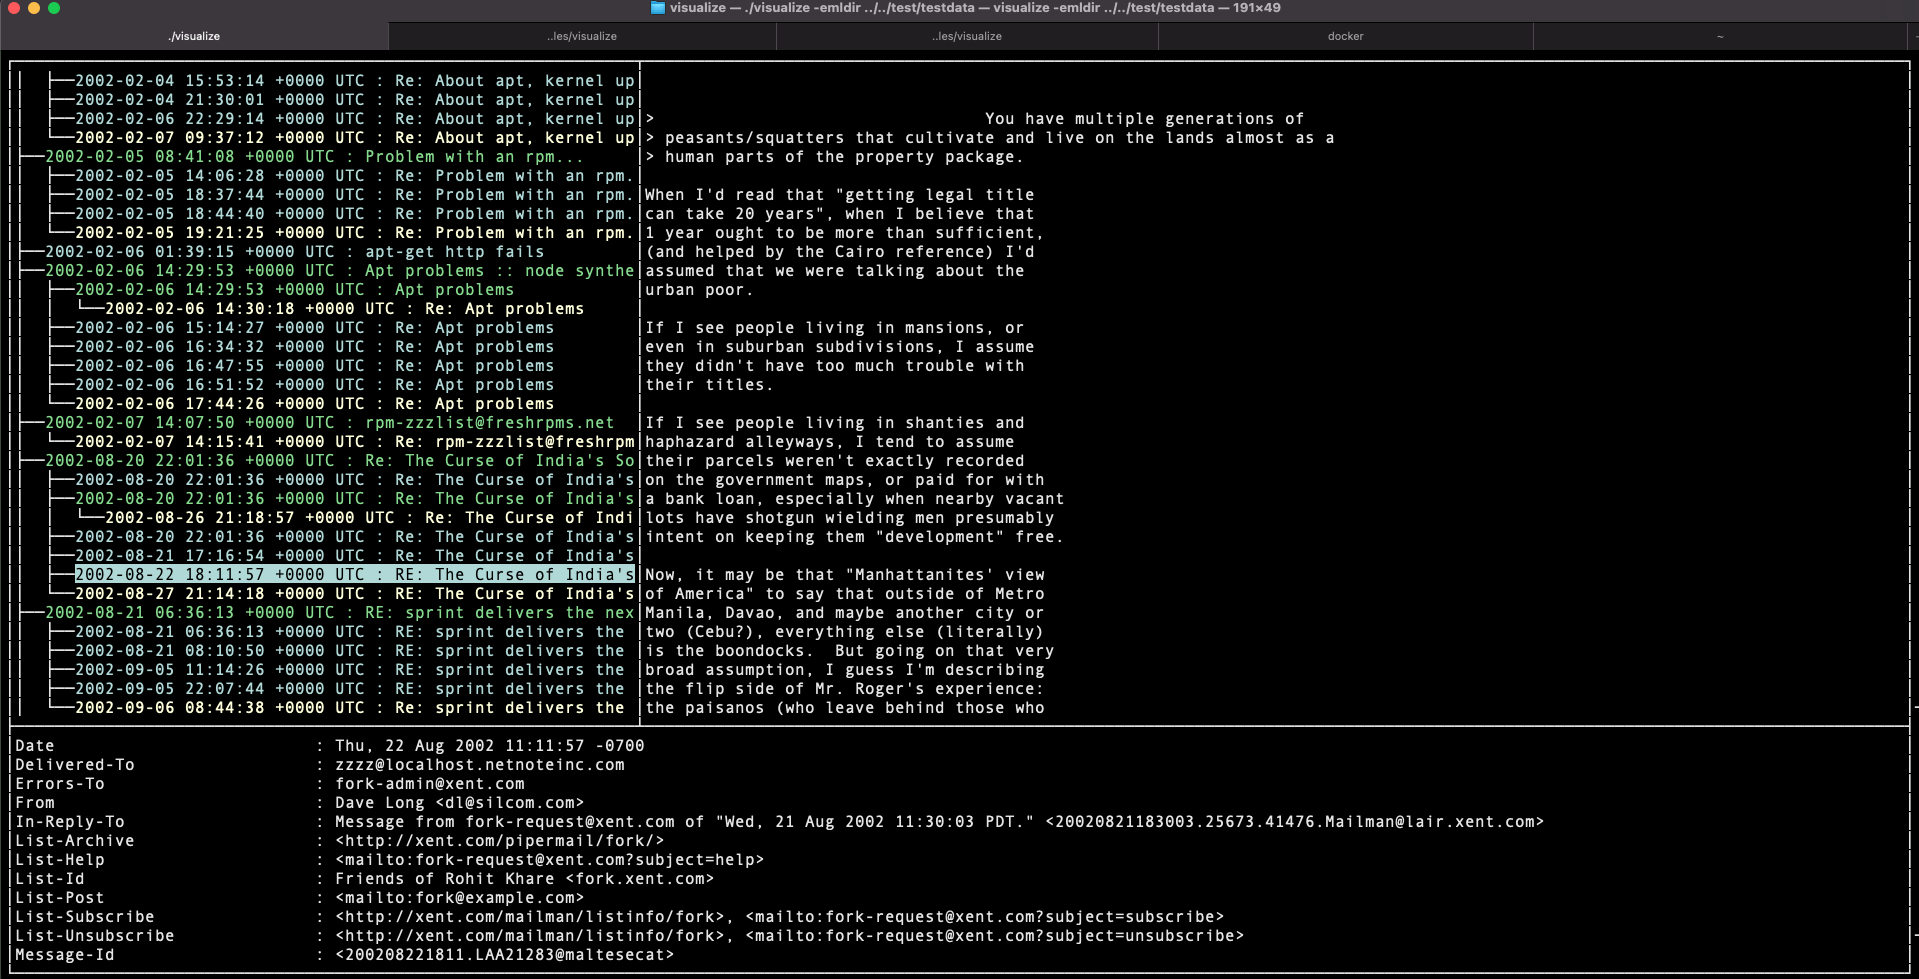 visualize — ./visualize -emldir ../../test/testdata — visualize -emldir ../../test/testdata — 191×49
./visualize
..les/visualize
..les/visualize
docker
~
2002-02-04 15:53:14 +0000 UTC : Re: About apt, kernel up
2002-02-04 21:30:01 +0000 UTC : Re: About apt, kernel up
2002-02-06 22:29:14 +0000 UTC : Re: About apt, kernel up
2002-02-07 09:37:12 +0000 UTC : Re: About apt, kernel up
2002-02-05 08:41:08 +0000 UTC : Problem with an rpm...
2002-02-05 14:06:28 +0000 UTC : Re: Problem with an rpm.
2002-02-05 18:37:44 +0000 UTC : Re: Problem with an rpm.
2002-02-05 18:44:40 +0000 UTC : Re: Problem with an rpm.
2002-02-05 19:21:25 +0000 UTC : Re: Problem with an rpm.
2002-02-06 01:39:15 +0000 UTC : apt-get http fails
2002-02-06 14:29:53 +0000 UTC : Apt problems :: node synthe
2002-02-06 14:29:53 +0000 UTC : Apt problems
2002-02-06 14:30:18 +0000 UTC : Re: Apt problems
2002-02-06 15:14:27 +0000 UTC : Re: Apt problems
2002-02-06 16:34:32 +0000 UTC : Re: Apt problems
2002-02-06 16:47:55 +0000 UTC : Re: Apt problems
2002-02-06 16:51:52 +0000 UTC : Re: Apt problems
2002-02-06 17:44:26 +0000 UTC : Re: Apt problems
2002-02-07 14:07:50 +0000 UTC : rpm-zzzlist@freshrpms.net
2002-02-07 14:15:41 +0000 UTC : Re: rpm-zzzlist@freshrpm
2002-08-20 22:01:36 +0000 UTC : Re: The Curse of India's So
2002-08-20 22:01:36 +0000 UTC : Re: The Curse of India's
2002-08-20 22:01:36 +0000 UTC : Re: The Curse of India's
2002-08-26 21:18:57 +0000 UTC : Re: The Curse of Indi
2002-08-20 22:01:36 +0000 UTC : Re: The Curse of India's
2002-08-21 17:16:54 +0000 UTC : Re: The Curse of India's
2002-08-22 18:11:57 +0000 UTC : RE: The Curse of India's
2002-08-27 21:14:18 +0000 UTC : RE: The Curse of India's
2002-08-21 06:36:13 +0000 UTC : RE: sprint delivers the nex
2002-08-21 06:36:13 +0000 UTC : RE: sprint delivers the
2002-08-21 08:10:50 +0000 UTC : RE: sprint delivers the
2002-09-05 11:14:26 +0000 UTC : RE: sprint delivers the
2002-09-05 22:07:44 +0000 UTC : RE: sprint delivers the
2002-09-06 08:44:38 +0000 UTC : Re: sprint delivers the
> You have multiple generations of
> peasants/squatters that cultivate and live on the lands almost as a
> human parts of the property package.
When I'd read that "getting legal title
can take 20 years", when I believe that
1 year ought to be more than sufficient,
(and helped by the Cairo reference) I'd
assumed that we were talking about the
urban poor.
If I see people living in mansions, or
even in suburban subdivisions, I assume
they didn't have too much trouble with
their titles.
If I see people living in shanties and
haphazard alleyways, I tend to assume
their parcels weren't exactly recorded
on the government maps, or paid for with
a bank loan, especially when nearby vacant
lots have shotgun wielding men presumably
intent on keeping them "development" free.
Now, it may be that "Manhattanites' view
of America" to say that outside of Metro
Manila, Davao, and maybe another city or
two (Cebu?), everything else (literally)
is the boondocks.  But going on that very
broad assumption, I guess I'm describing
the flip side of Mr. Roger's experience:
the paisanos (who leave behind those who
Date : Thu, 22 Aug 2002 11:11:57 -0700
Delivered-To : zzzz@localhost.netnoteinc.com
Errors-To : fork-admin@xent.com
From : Dave Long <dl@silcom.com>
In-Reply-To : Message from fork-request@xent.com of "Wed, 21 Aug 2002 11:30:03 PDT." <20020821183003.25673.41476.Mailman@lair.xent.com>
List-Archive : <http://xent.com/pipermail/fork/>
List-Help : <mailto:fork-request@xent.com?subject=help>
List-Id : Friends of Rohit Khare <fork.xent.com>
List-Post : <mailto:fork@example.com>
List-Subscribe : <http://xent.com/mailman/listinfo/fork>, <mailto:fork-request@xent.com?subject=subscribe>
List-Unsubscribe : <http://xent.com/mailman/listinfo/fork>, <mailto:fork-request@xent.com?subject=unsubscribe>
Message-Id : <200208221811.LAA21283@maltesecat>